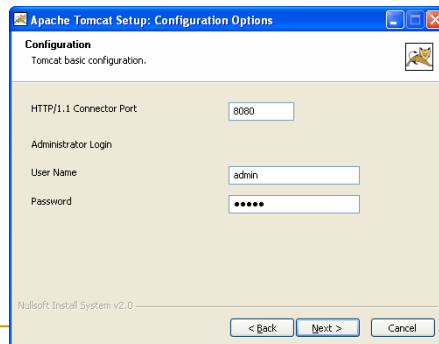 Apache Tomcat Setup: Configuration Options
Configuration
Tomcat basic configuration.
HTTP/1.1 Connector Port 8080
Administrator Login
User Name admin
Password •••••
Nullsoft Install System v2.0
< Back Next > Cancel